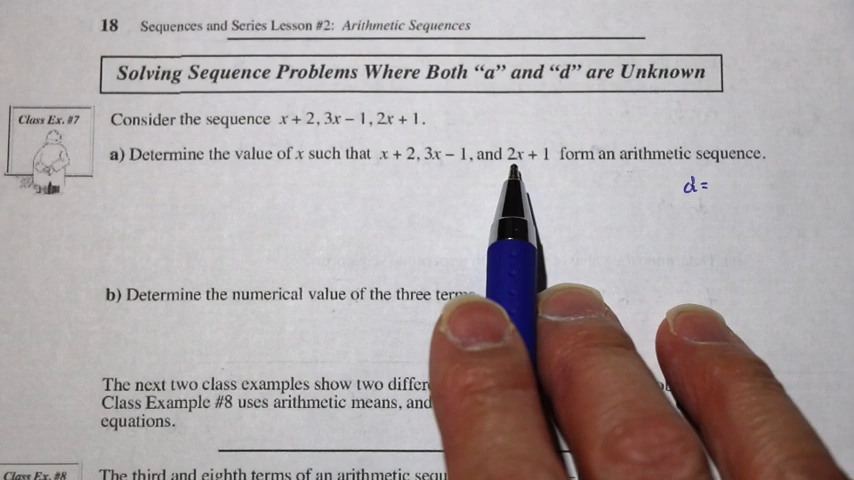 18 Sequences and Series Lesson #2: Arithmetic Sequences
Solving Sequence Problems Where Both “a” and “d” are Unknown
Class Ex. #7
Consider the sequence x + 2, 3x – 1, 2x + 1.
a) Determine the value of x such that x + 2, 3x – 1, and 2x + 1 form an arithmetic sequence.
d=
b) Determine the numerical value of the three
The next two class examples show two
Class Example #8 uses arithmetic means, and
equations.
Class Ex. #8
The third and eighth terms of an arithmetic